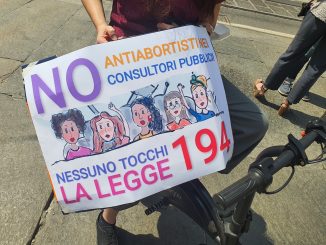 NO
ANTIABORTISTI NEI
CONSULTORI PUBBLICI
NESSUNO TOCCHI
LA LEGGE 194